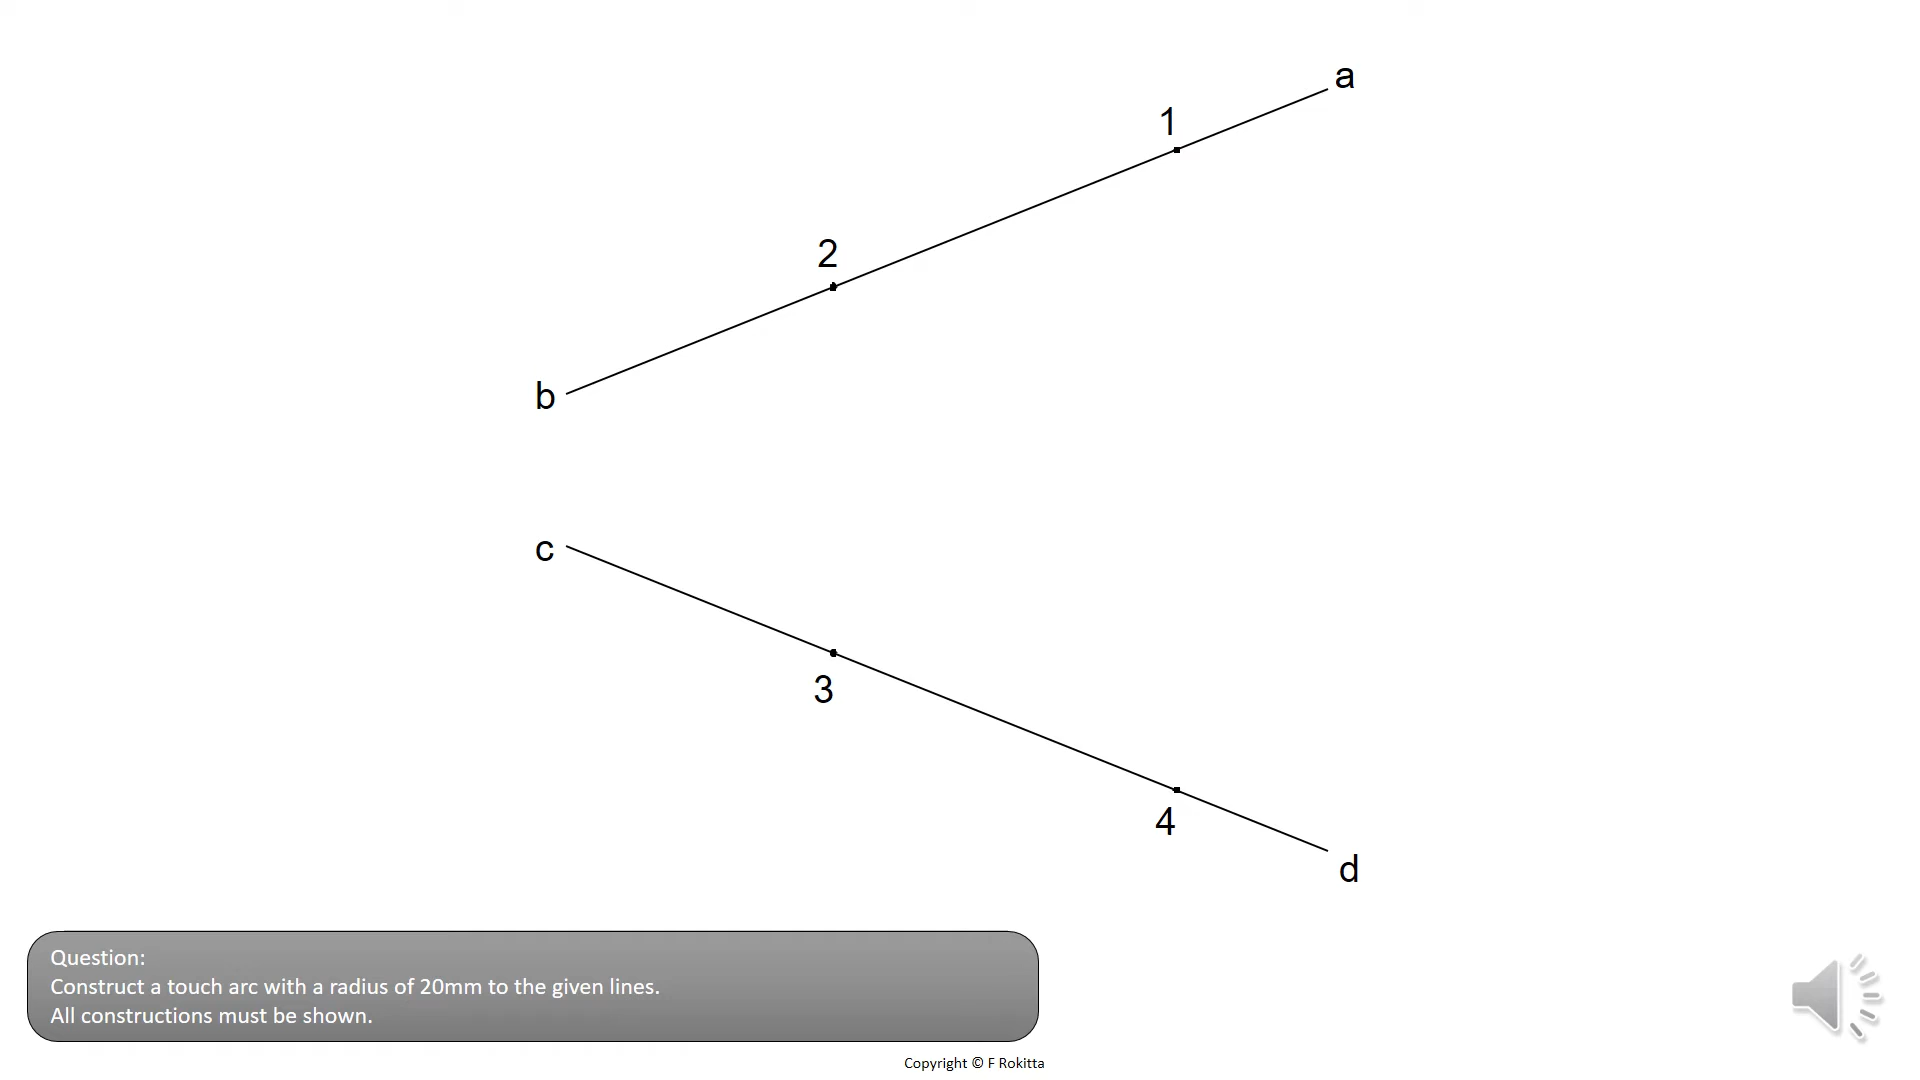 a
1
2
b
c
3
4
d
Question:
Construct a touch arc with a radius of 20mm to the given lines.
All constructions must be shown.
Copyright © F Rokitta